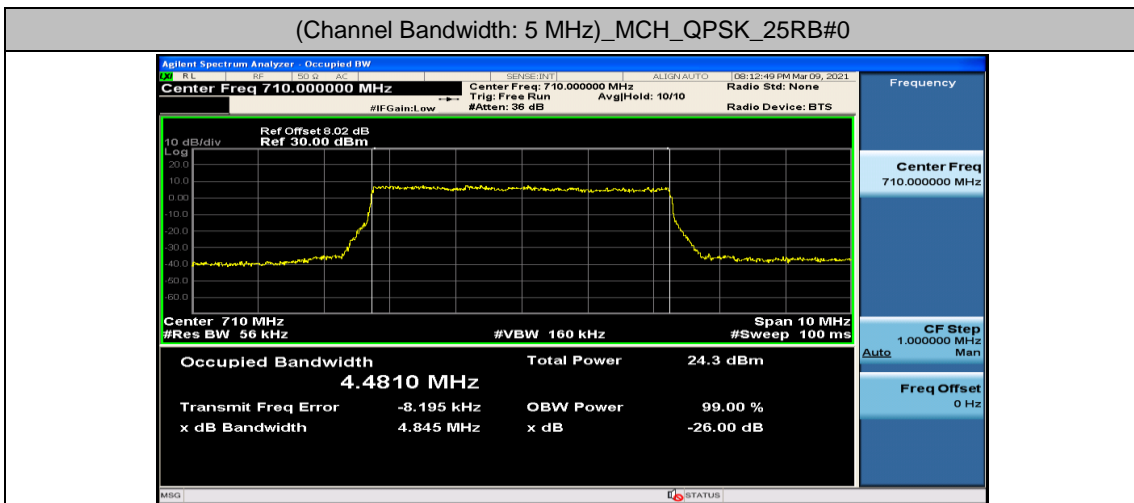 (Channel Bandwidth: 5 MHz)_MCH_QPSK_25RB#0
Agilent Spectrum Analyzer - Occupied BW
LXI RL RF 50 Ω AC SENSE:INT ALIGN AUTO 08:12:49 PM Mar 09, 2021
Center Freq 710.000000 MHz Center Freq: 710.000000 MHz Radio Std: None
Trig: Free Run Avg|Hold: 10/10
#IFGain:Low #Atten: 36 dB Radio Device: BTS
Frequency
Ref Offset 8.02 dB
10 dB/div Ref 30.00 dBm
Log
20.0
10.0
0.00
-10.0
-20.0
-30.0
-40.0
-50.0
-60.0
Center Freq
710.000000 MHz
Center 710 MHz Span 10 MHz
#Res BW 56 kHz #VBW 160 kHz #Sweep 100 ms
CF Step
1.000000 MHz
Auto Man
Occupied Bandwidth Total Power 24.3 dBm
4.4810 MHz
Transmit Freq Error -8.195 kHz OBW Power 99.00 %
x dB Bandwidth 4.845 MHz x dB -26.00 dB
Freq Offset
0 Hz
MSG STATUS